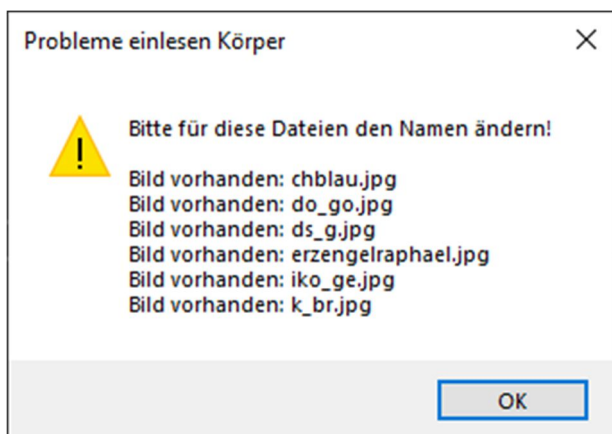 Probleme einlesen Körper
Bitte für diese Dateien den Namen ändern!
Bild vorhanden: chblau.jpg
Bild vorhanden: do_go.jpg
Bild vorhanden: ds_g.jpg
Bild vorhanden: erzengelraphael.jpg
Bild vorhanden: iko_ge.jpg
Bild vorhanden: k_br.jpg
OK